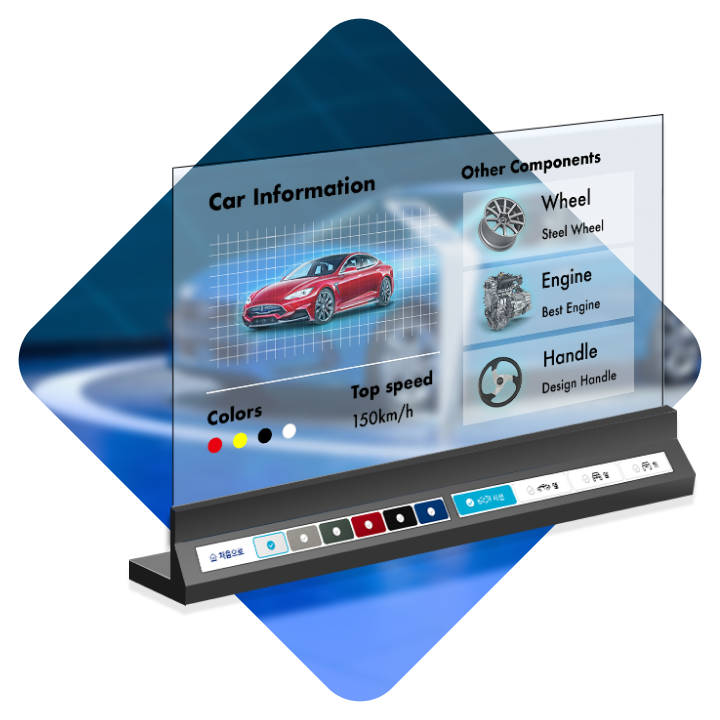 Car Information
Colors
Top speed
150km/h
Other Components
Wheel
Steel Wheel
Engine
Best Engine
Handle
Design Handle
처음으로